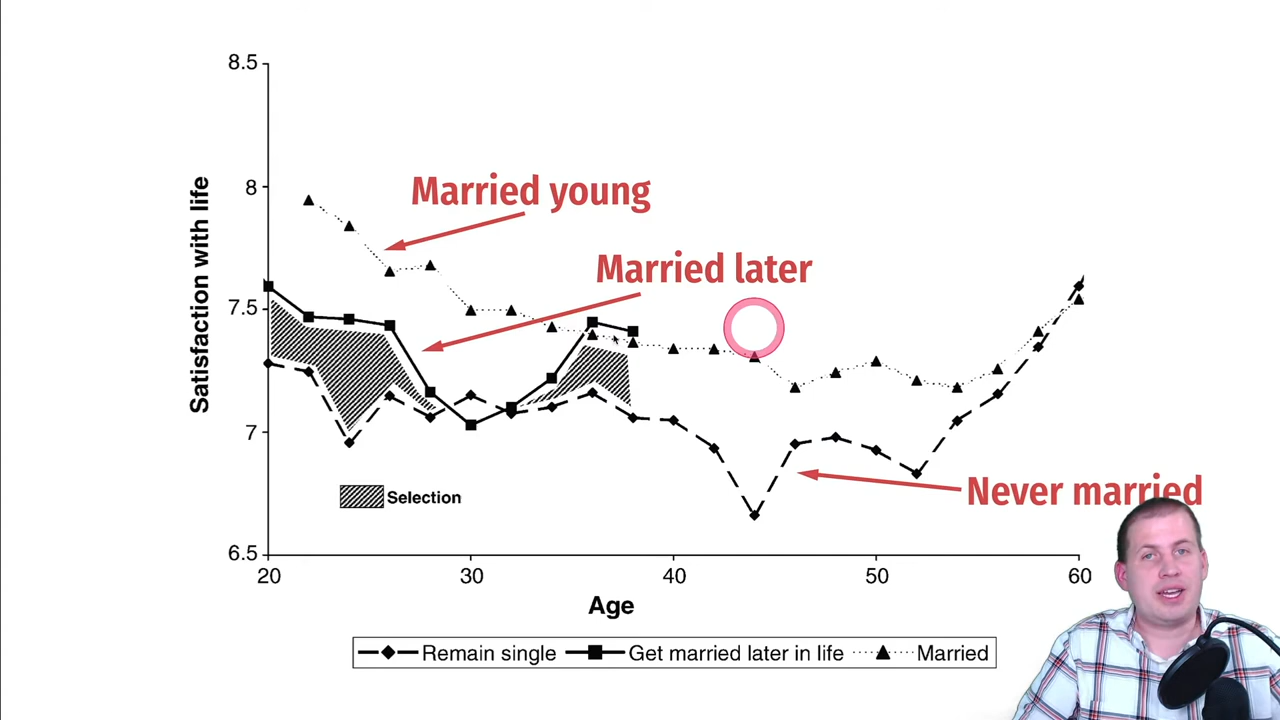 8.5
8
7.5
7
6.5
Satisfaction with life
Married young
Married later
Never married
Selection
20 30 40 50 60
Age
Remain single Get married later in life Married